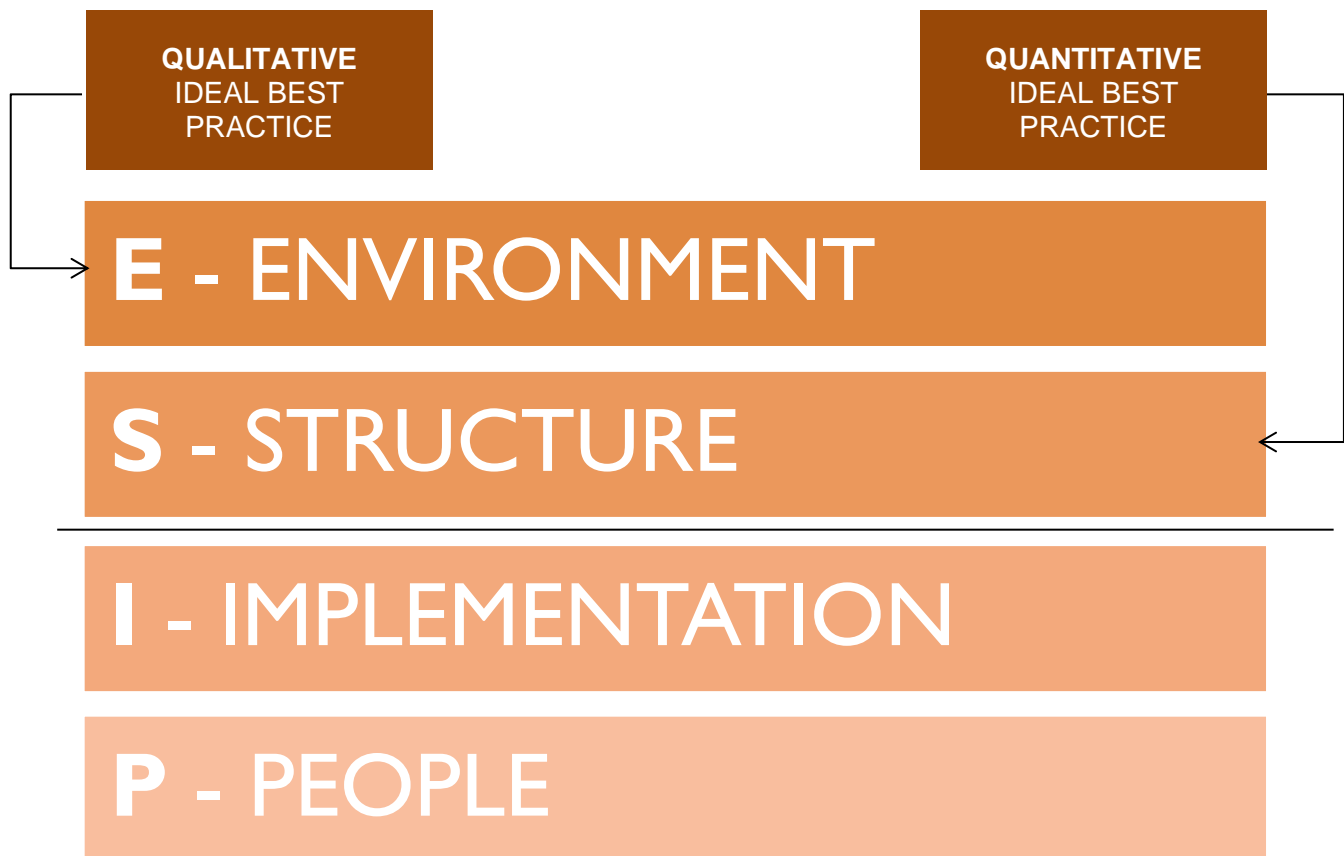 QUALITATIVE
IDEAL BEST
PRACTICE
QUANTITATIVE
IDEAL BEST
PRACTICE
E - ENVIRONMENT
S - STRUCTURE
I - IMPLEMENTATION
P - PEOPLE